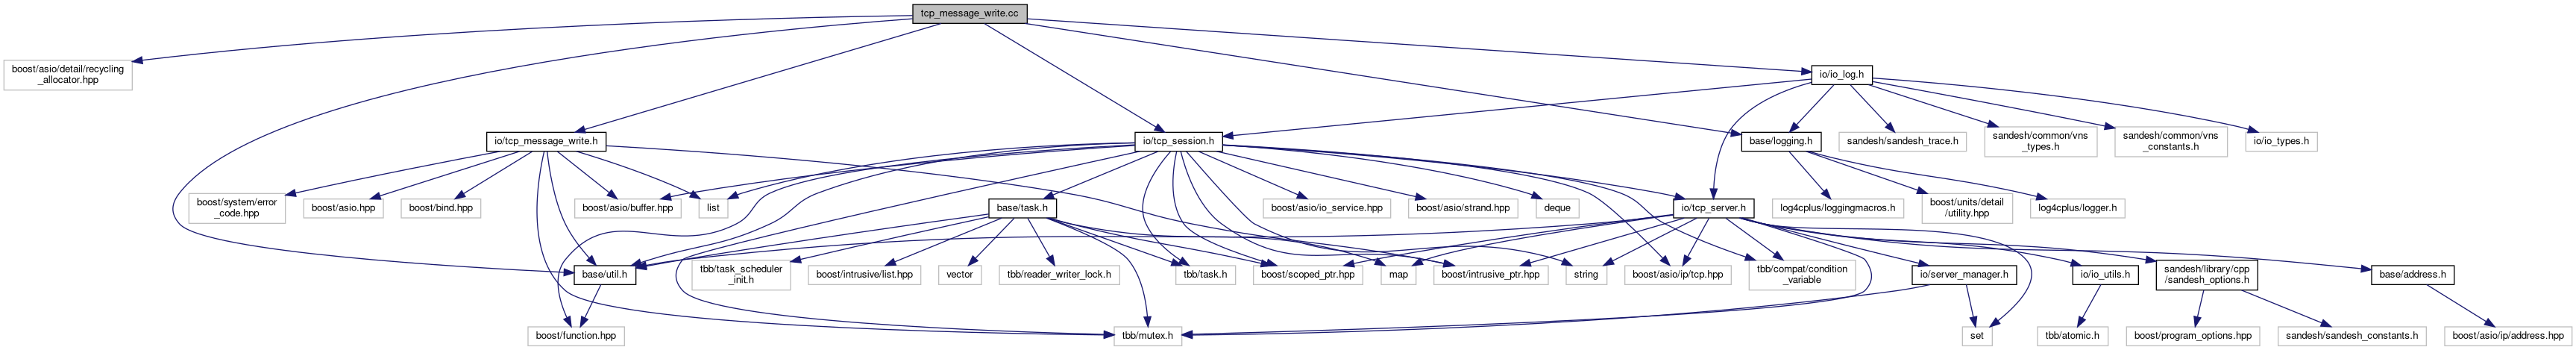 tcp_message_write.cc
boost/asio/detail/recycling
_allocator.hpp
io/io_log.h
io/tcp_message_write.h
io/tcp_session.h
base/logging.h
sandesh/sandesh_trace.h
sandesh/common/vns
_types.h
sandesh/common/vns
_constants.h
io/io_types.h
boost/system/error
_code.hpp
boost/asio.hpp
boost/bind.hpp
boost/asio/buffer.hpp
list
base/task.h
boost/asio/io_service.hpp
boost/asio/strand.hpp
deque
io/tcp_server.h
log4cplus/loggingmacros.h
boost/units/detail
/utility.hpp
log4cplus/logger.h
base/util.h
tbb/task_scheduler
_init.h
boost/intrusive/list.hpp
vector
tbb/reader_writer_lock.h
tbb/task.h
boost/scoped_ptr.hpp
map
boost/intrusive_ptr.hpp
string
boost/asio/ip/tcp.hpp
tbb/compat/condition
_variable
io/server_manager.h
io/io_utils.h
sandesh/library/cpp
/sandesh_options.h
base/address.h
boost/function.hpp
tbb/mutex.h
set
tbb/atomic.h
boost/program_options.hpp
sandesh/sandesh_constants.h
boost/asio/ip/address.hpp